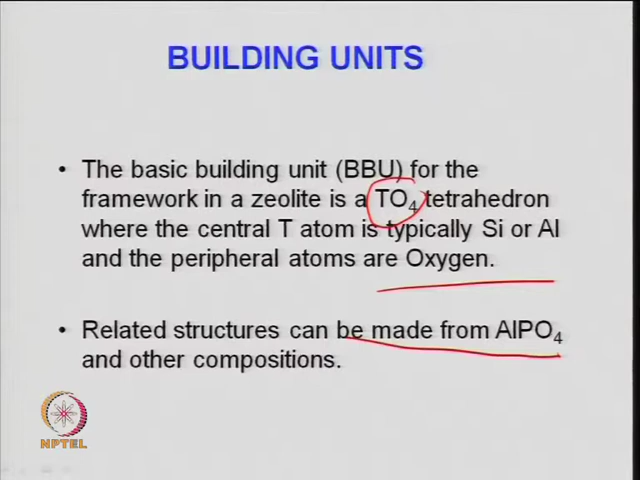 BUILDING UNITS
• The basic building unit (BBU) for the
framework in a zeolite is a TO₄ tetrahedron
where the central T atom is typically Si or Al
and the peripheral atoms are Oxygen.
• Related structures can be made from AlPO₄
and other compositions.
NPTEL